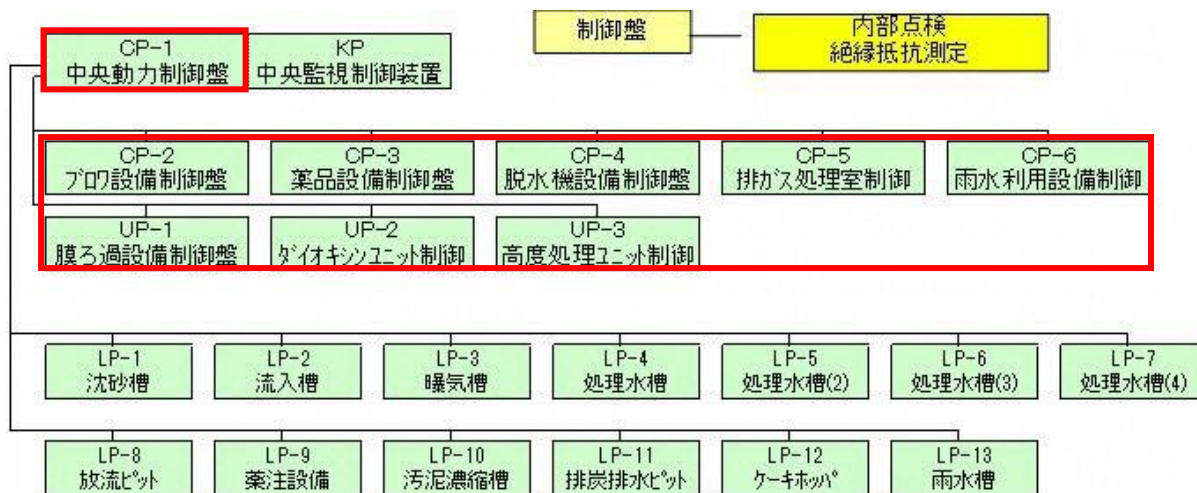 制御盤
内部点検
絶縁抵抗測定
CP-1
中央動力制御盤
KP
中央監視制御装置
CP-2
ﾌﾞﾛﾜ設備制御盤
CP-3
薬品設備制御盤
CP-4
脱水機設備制御盤
CP-5
排ｶﾞｽ処理室制御
CP-6
雨水利用設備制御
UP-1
膜ろ過設備制御盤
UP-2
ﾀﾞｲｵｷｼﾝﾕﾆｯﾄ制御
UP-3
高度処理ﾕﾆｯﾄ制御
LP-1
沈砂槽
LP-2
流入槽
LP-3
曝気槽
LP-4
処理水槽
LP-5
処理水槽(2)
LP-6
処理水槽(3)
LP-7
処理水槽(4)
LP-8
放流ﾋﾟｯﾄ
LP-9
薬注設備
LP-10
汚泥濃縮槽
LP-11
排炭排水ﾋﾟｯﾄ
LP-12
ｹｰｷﾎｯﾊﾟ
LP-13
雨水槽